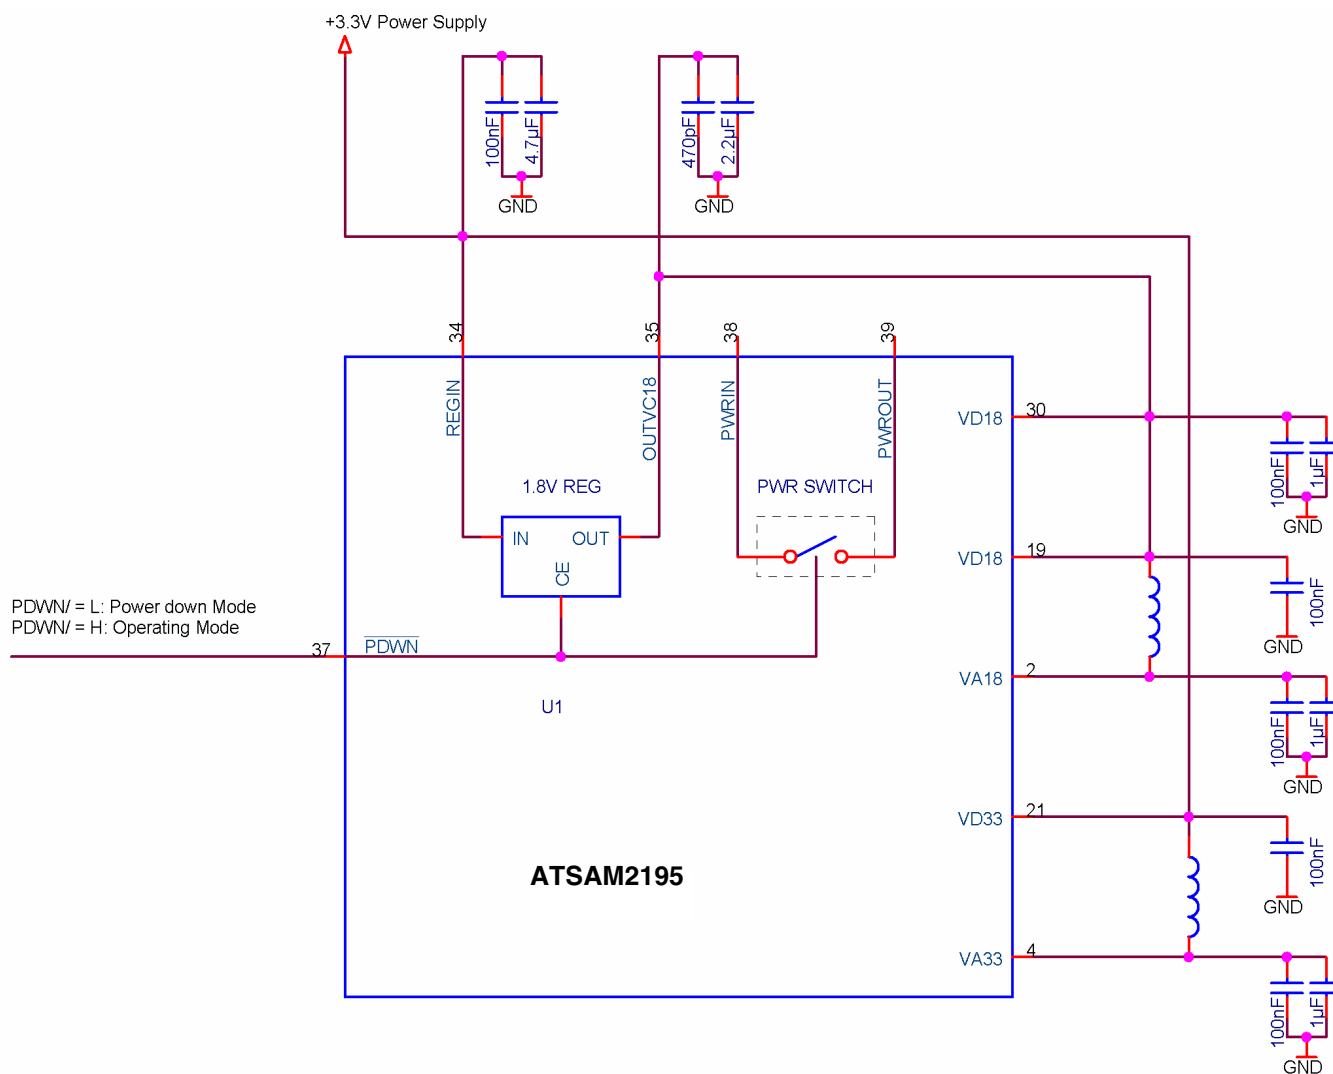 +3.3V Power Supply
100nF
4.7µF
GND
470pF
2.2µF
GND
34
35
38
39
REGIN
OUTVC18
PWRIN
PWROUT
VD18
30
100nF
1µF
GND
1.8V REG
PWR SWITCH
IN
OUT
CE
VD18
19
100nF
GND
PDWN/ = L: Power down Mode
PDWN/ = H: Operating Mode
37
PDWN
U1
VA18
2
100nF
1µF
GND
VD33
21
100nF
GND
ATSAM2195
VA33
4
100nF
1µF
GND